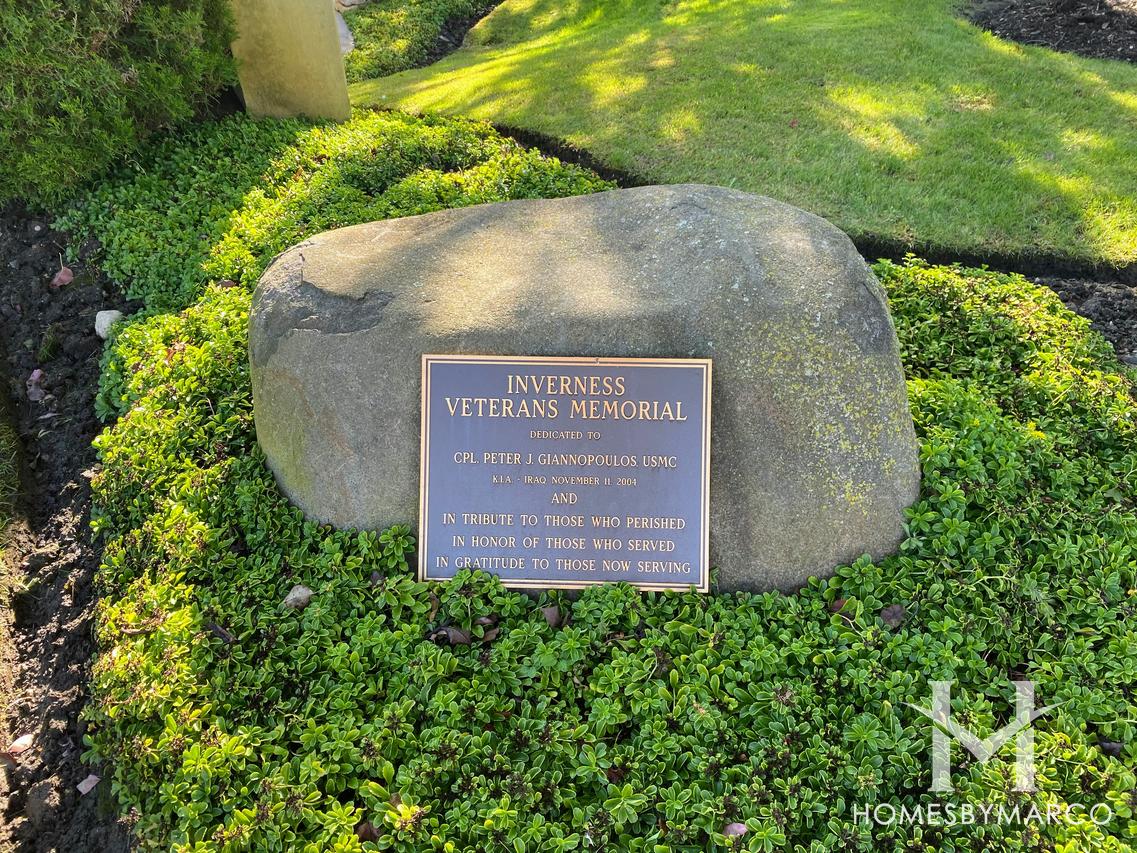 INVERNESS
VETERANS MEMORIAL
DEDICATED TO
CPL. PETER J. GIANNOPOULOS USMC
K.I.A. - IRAQ NOVEMBER 11, 2004
AND
IN TRIBUTE TO THOSE WHO PERISHED
IN HONOR OF THOSE WHO SERVED
IN GRATITUDE TO THOSE NOW SERVING
M
HOMESBYMARCO